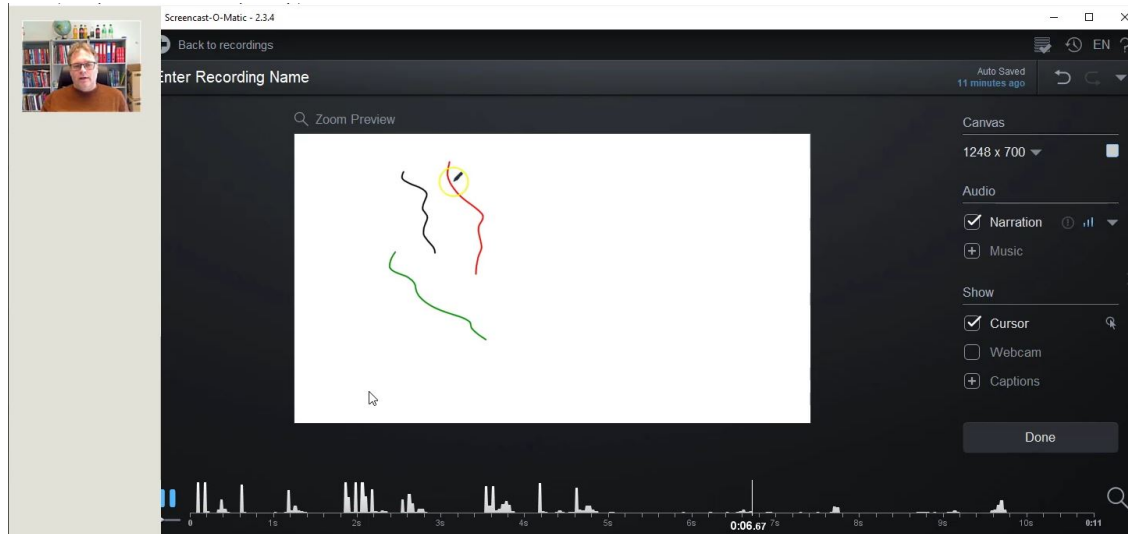 Screencast-O-Matic - 2.3.4
Back to recordings
EN ?
Enter Recording Name
Auto Saved
11 minutes ago
Zoom Preview
Canvas
1248 x 700
Audio
Narration
Music
Show
Cursor
Webcam
Captions
Done
0 1s 2s 3s 4s 5s 6s 0:06.67 7s 8s 9s 10s 0:11